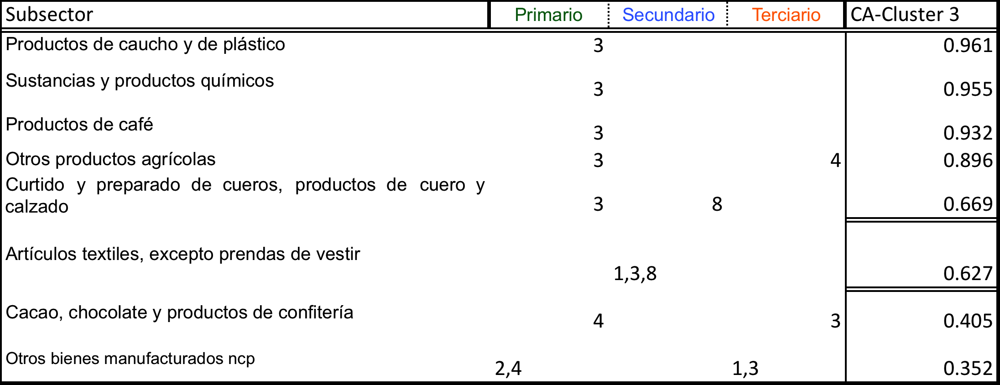 Subsector Primario Secundario Terciario CA-Cluster 3
Productos de caucho y de plástico 3 0.961
Sustancias y productos químicos 3 0.955
Productos de café 3 0.932
Otros productos agrícolas 3 4 0.896
Curtido y preparado de cueros, productos de cuero y
calzado 3 8 0.669
Artículos textiles, excepto prendas de vestir
1,3,8 0.627
Cacao, chocolate y productos de confitería 4 3 0.405
Otros bienes manufacturados ncp 2,4 1,3 0.352